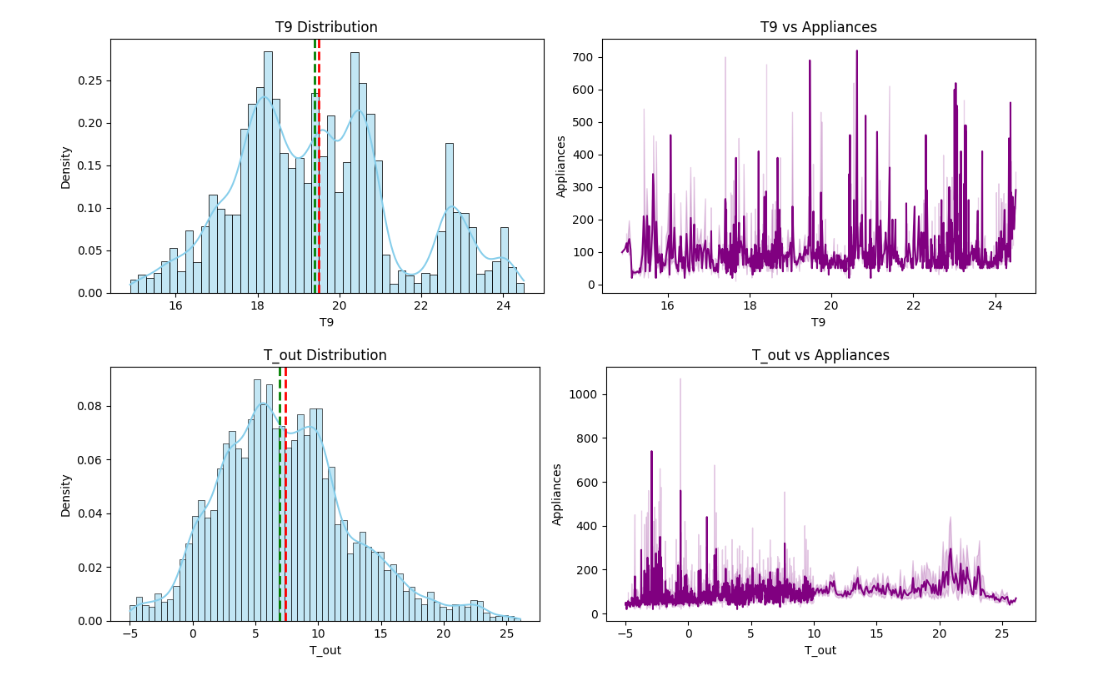 T9 Distribution
Density
0.25
0.20
0.15
0.10
0.05
0.00
16 18 20 22 24
T9
T9 vs Appliances
Appliances
700
600
500
400
300
200
100
0
16 18 20 22 24
T9
T_out Distribution
Density
0.08
0.06
0.04
0.02
0.00
−5 0 5 10 15 20 25
T_out
T_out vs Appliances
Appliances
1000
800
600
400
200
0
−5 0 5 10 15 20 25
T_out